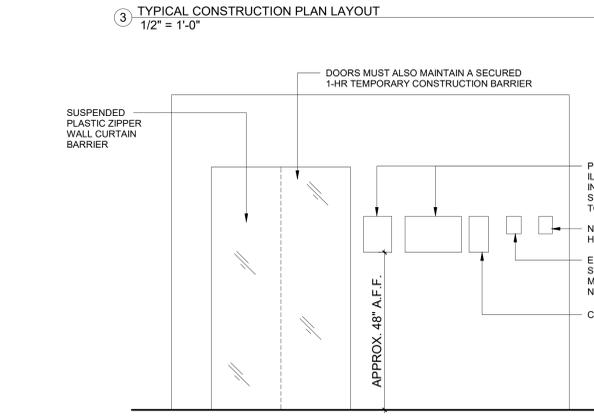 3
TYPICAL CONSTRUCTION PLAN LAYOUT
1/2" = 1'-0"
DOORS MUST ALSO MAINTAIN A SECURED
1-HR TEMPORARY CONSTRUCTION BARRIER
SUSPENDED
PLASTIC ZIPPER
WALL CURTAIN
BARRIER
APPROX. 48" A.F.F.